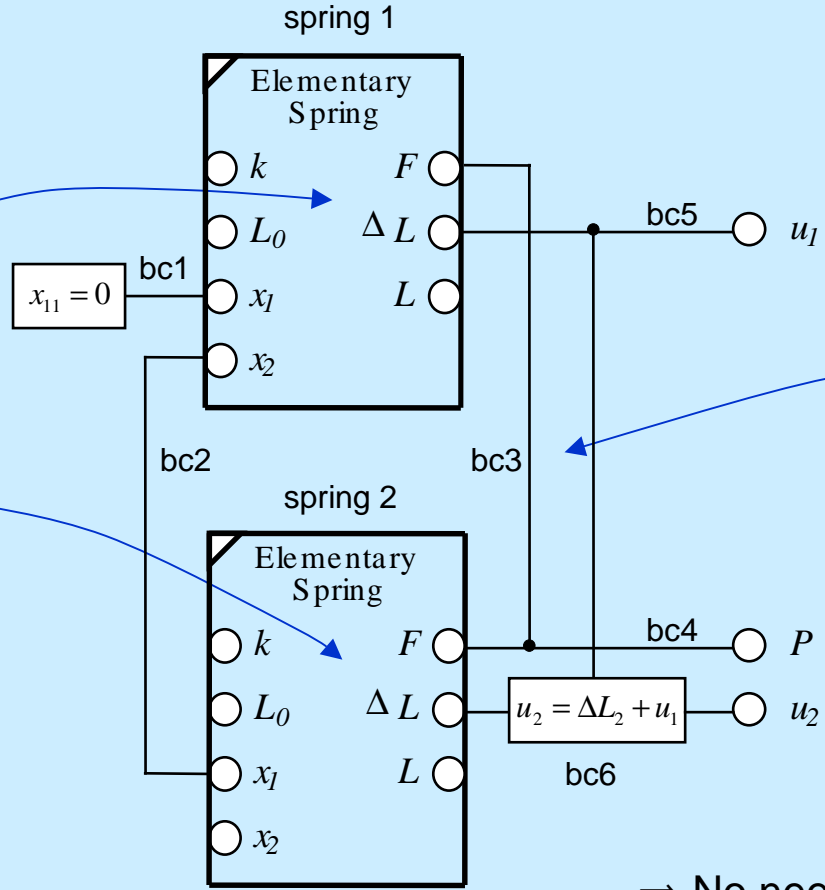 spring 1
Elementary
Spring
k
F
L0
Δ L
bc5
u1
bc1
x11 = 0
x1
L
x2
bc2
bc3
spring 2
Elementary
Spring
k
F
bc4
P
L0
Δ L
u2 = ΔL2 + u1
u2
x1
L
bc6
x2
⇒ No